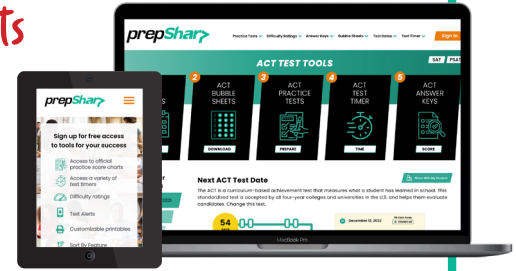 ts
prepSharp
Sign up for free access
to tools for your success
Access to official
practice score charts
Access a variety of
test timers
Difficulty ratings
Text Alerts
Customizable printables
Sort By Feature
prepSharp
Practice Tests Difficulty Ratings Answer Keys Bubble Sheets Test Dates Test Timer Sign In
ACT TEST TOOLS
SAT PSAT
S
2
ACT
BUBBLE
SHEETS
DOWNLOAD
3
ACT
PRACTICE
TESTS
PREPARE
4
ACT
TEST
TIMER
TIME
5
ACT
ANSWER
KEYS
SCORE
Next ACT Test Date
The ACT is a curriculum-based achievement test that measures what a student has learned in school. This
standardized test is accepted by all four-year colleges and universities in the U.S. and helps them evaluate
candidates. Change this text.
54
December 10, 2022
MacBook Pro